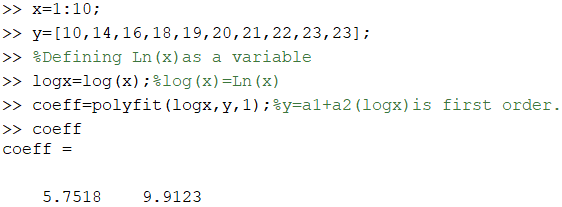 >> x=1:10;
>> y=[10,14,16,18,19,20,21,22,23,23];
>> %Defining Ln(x)as a variable
>> logx=log(x);%log(x)=Ln(x)
>> coeff=polyfit(logx,y,1);%y=a1+a2(logx)is first order.
>> coeff
coeff =
5.7518 9.9123